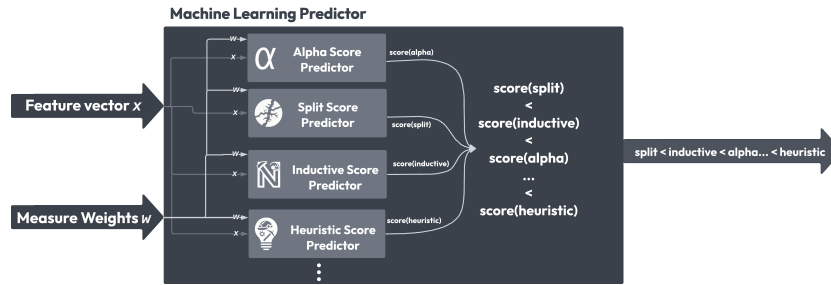 Machine Learning Predictor
Feature vector x
Measure Weights w
w
x
α
Alpha Score
Predictor
score(alpha)
w
x
Split Score
Predictor
score(split)
w
x
N
Inductive Score
Predictor
score(inductive)
w
x
Heuristic Score
Predictor
score(heuristic)
score(split)
<
score(inductive)
<
score(alpha)
...
<
score(heuristic)
split < inductive < alpha... < heuristic